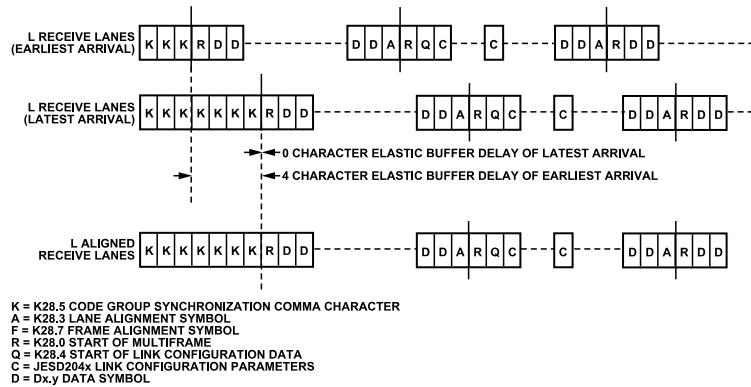 L RECEIVE LANES
(EARLIEST ARRIVAL)
K K K R D D
D D A R Q C
C
D D A R D D
L RECEIVE LANES
(LATEST ARRIVAL)
K K K K K K K R D D
D D A R Q C
C
D D A R D D
0 CHARACTER ELASTIC BUFFER DELAY OF LATEST ARRIVAL
4 CHARACTER ELASTIC BUFFER DELAY OF EARLIEST ARRIVAL
L ALIGNED
RECEIVE LANES
K K K K K K K R D D
D D A R Q C
C
D D A R D D
K = K28.5 CODE GROUP SYNCHRONIZATION COMMA CHARACTER
A = K28.3 LANE ALIGNMENT SYMBOL
F = K28.7 FRAME ALIGNMENT SYMBOL
R = K28.0 START OF MULTIFRAME
Q = K28.4 START OF LINK CONFIGURATION DATA
C = JESD204x LINK CONFIGURATION PARAMETERS
D = Dx.y DATA SYMBOL